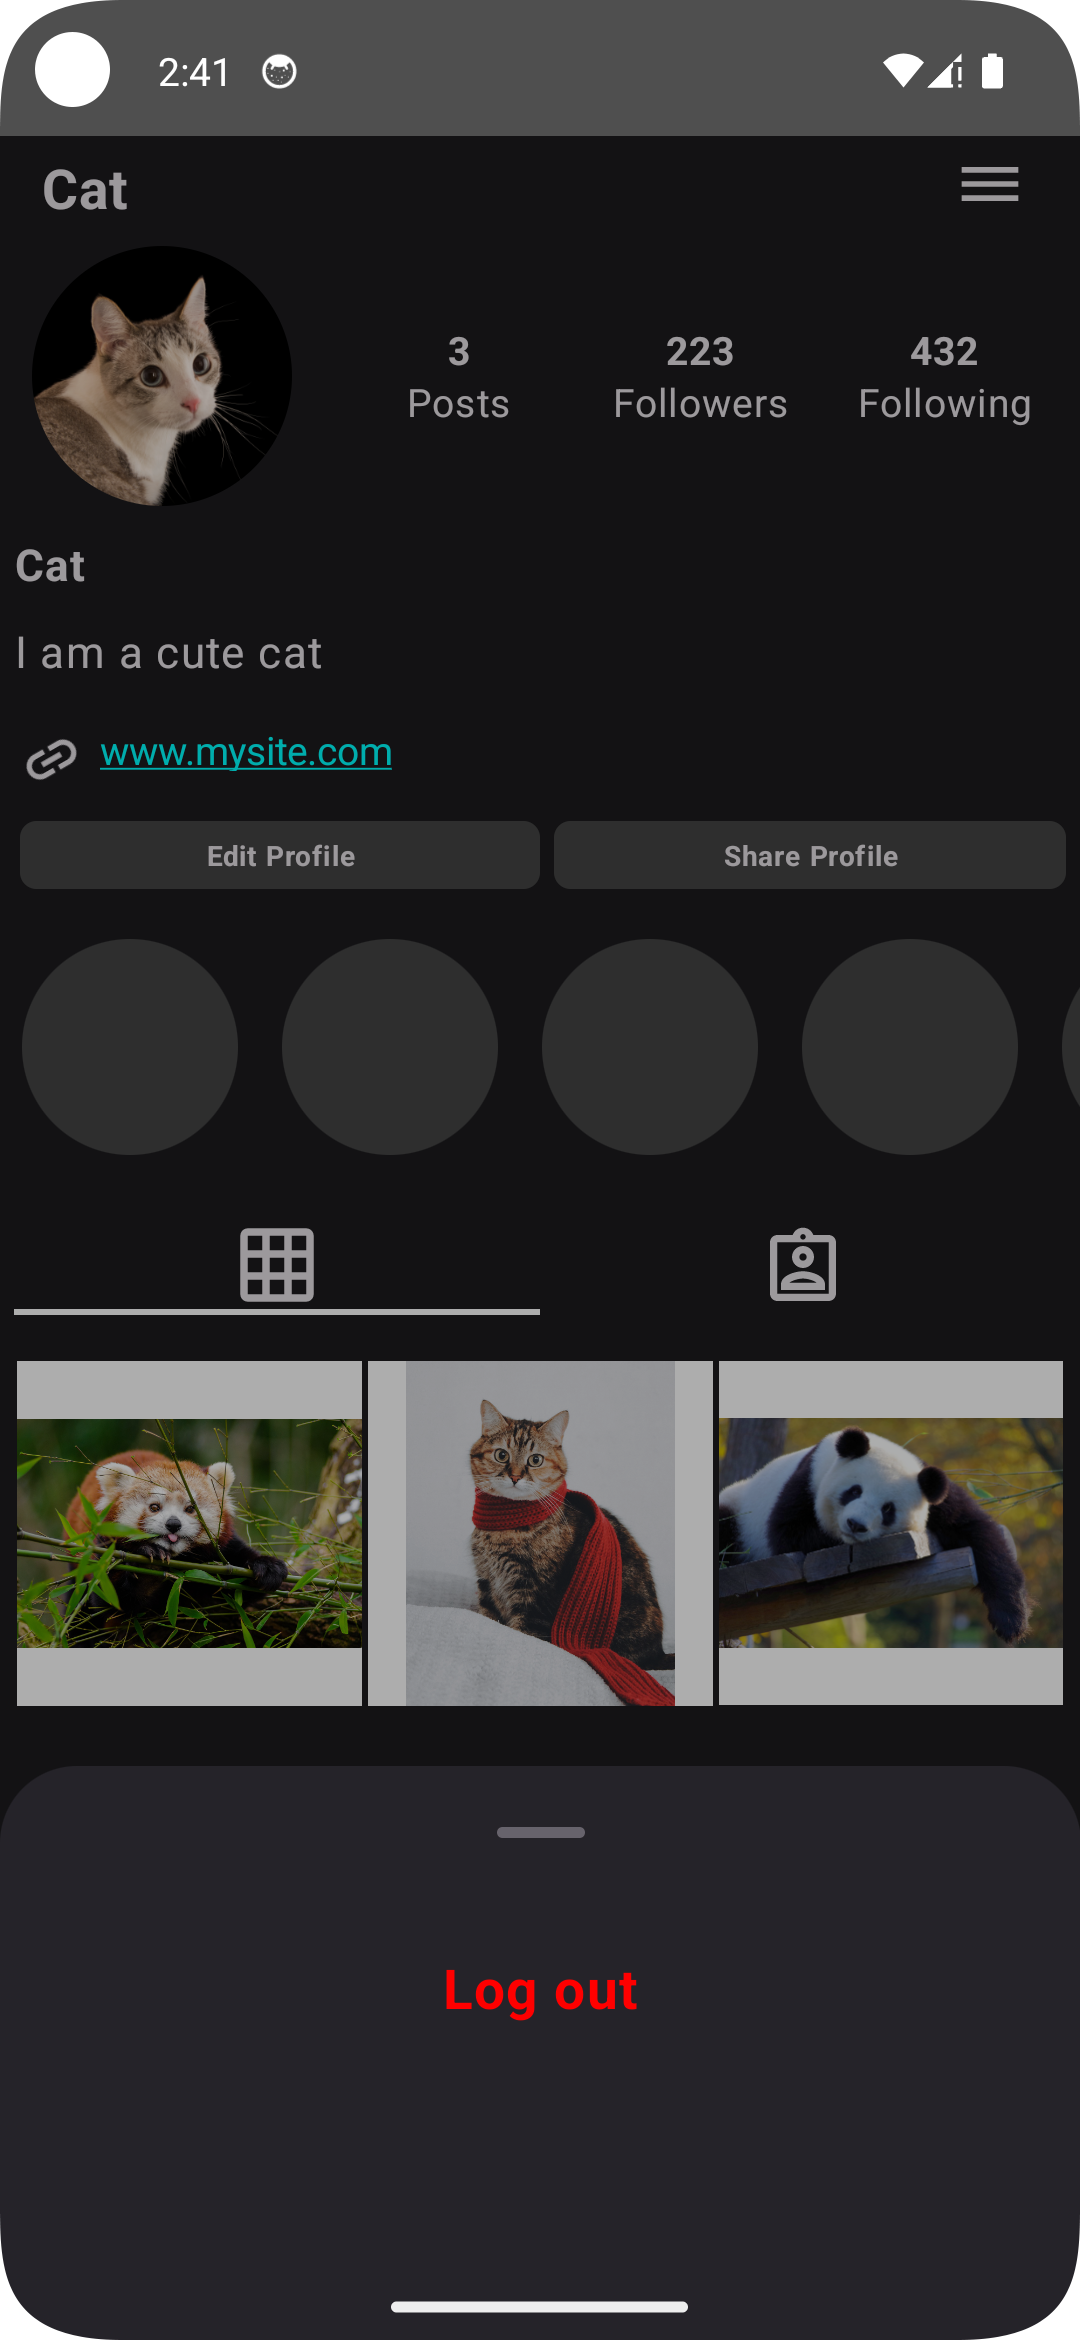 2:41
Cat
3
Posts
223
Followers
432
Following
Cat
I am a cute cat
www.mysite.com
Edit Profile
Share Profile
Log out